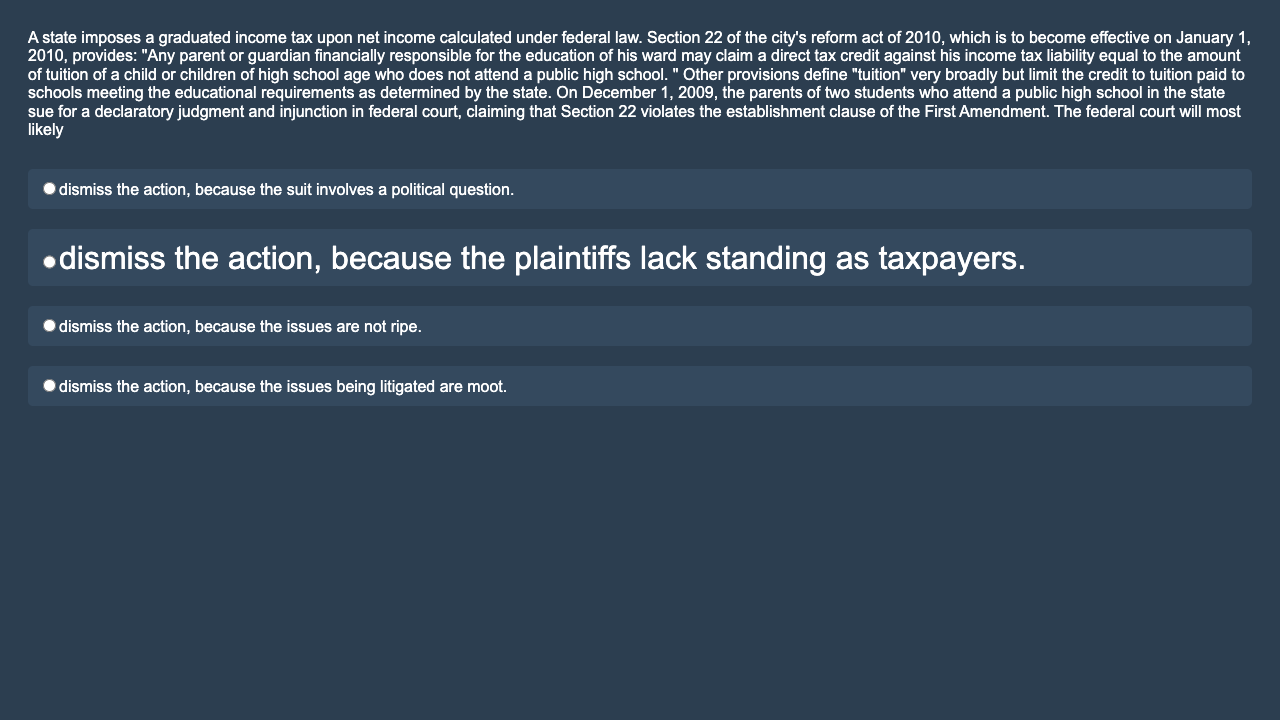 A state imposes a graduated income tax upon net income calculated under federal law. Section 22 of the city's reform act of 2010, which is to become effective on January 1,
2010, provides: "Any parent or guardian financially responsible for the education of his ward may claim a direct tax credit against his income tax liability equal to the amount
of tuition of a child or children of high school age who does not attend a public high school. " Other provisions define "tuition" very broadly but limit the credit to tuition paid to
schools meeting the educational requirements as determined by the state. On December 1, 2009, the parents of two students who attend a public high school in the state
sue for a declaratory judgment and injunction in federal court, claiming that Section 22 violates the establishment clause of the First Amendment. The federal court will most
likely
dismiss the action, because the suit involves a political question.
dismiss the action, because the plaintiffs lack standing as taxpayers.
dismiss the action, because the issues are not ripe.
dismiss the action, because the issues being litigated are moot.